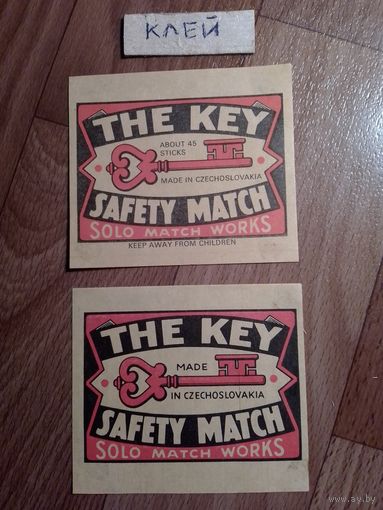 КЛЕЙ
THE KEY
ABOUT 45
STICKS
MADE IN CZECHOSLOVAKIA
SAFETY MATCH
SOLO MATCH WORKS
KEEP AWAY FROM CHILDREN
THE KEY
MADE
IN CZECHOSLOVAKIA
SAFETY MATCH
SOLO MATCH WORKS
www.ay.by